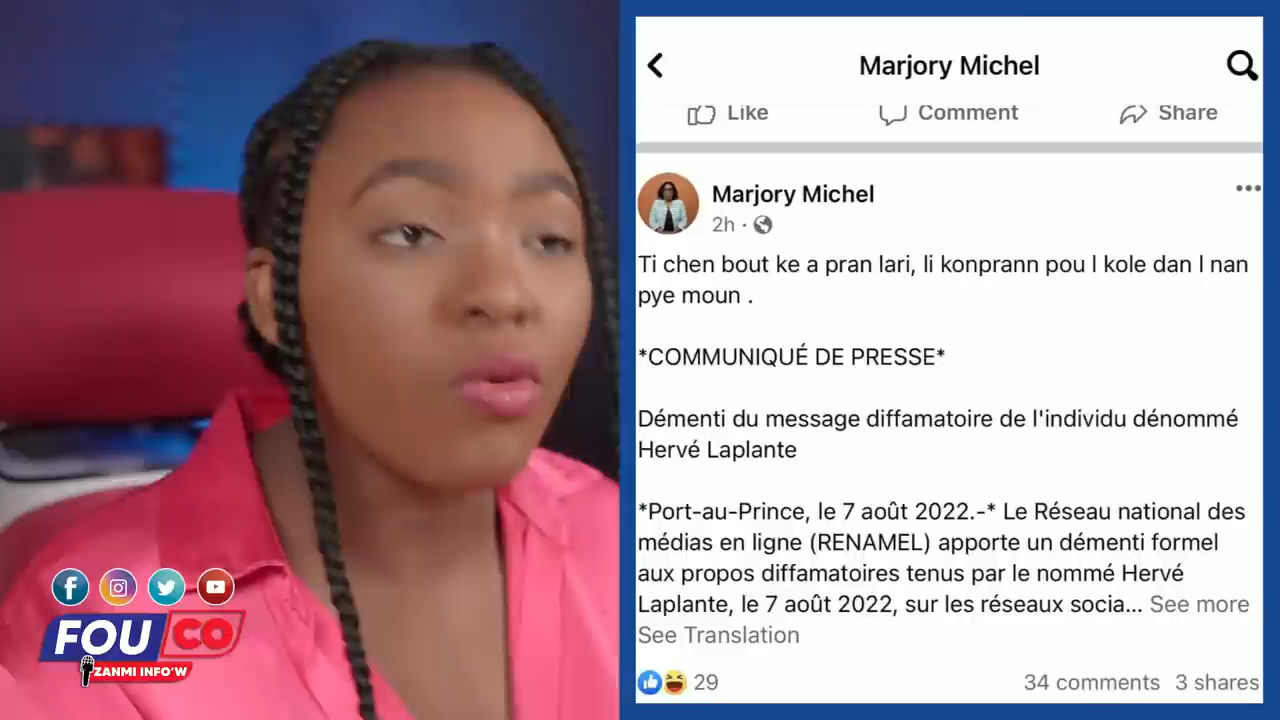 Marjory Michel
Like Comment Share
Marjory Michel
2h ·
Ti chen bout ke a pran lari, li konprann pou l kole dan l nan
pye moun .
*COMMUNIQUÉ DE PRESSE*
Démenti du message diffamatoire de l'individu dénommé
Hervé Laplante
*Port-au-Prince, le 7 août 2022.-* Le Réseau national des
médias en ligne (RENAMEL) apporte un démenti formel
aux propos diffamatoires tenus par le nommé Hervé
Laplante, le 7 août 2022, sur les réseaux socia... See more
See Translation
29 34 comments 3 shares
FOU CO
ZANMI INFO'W